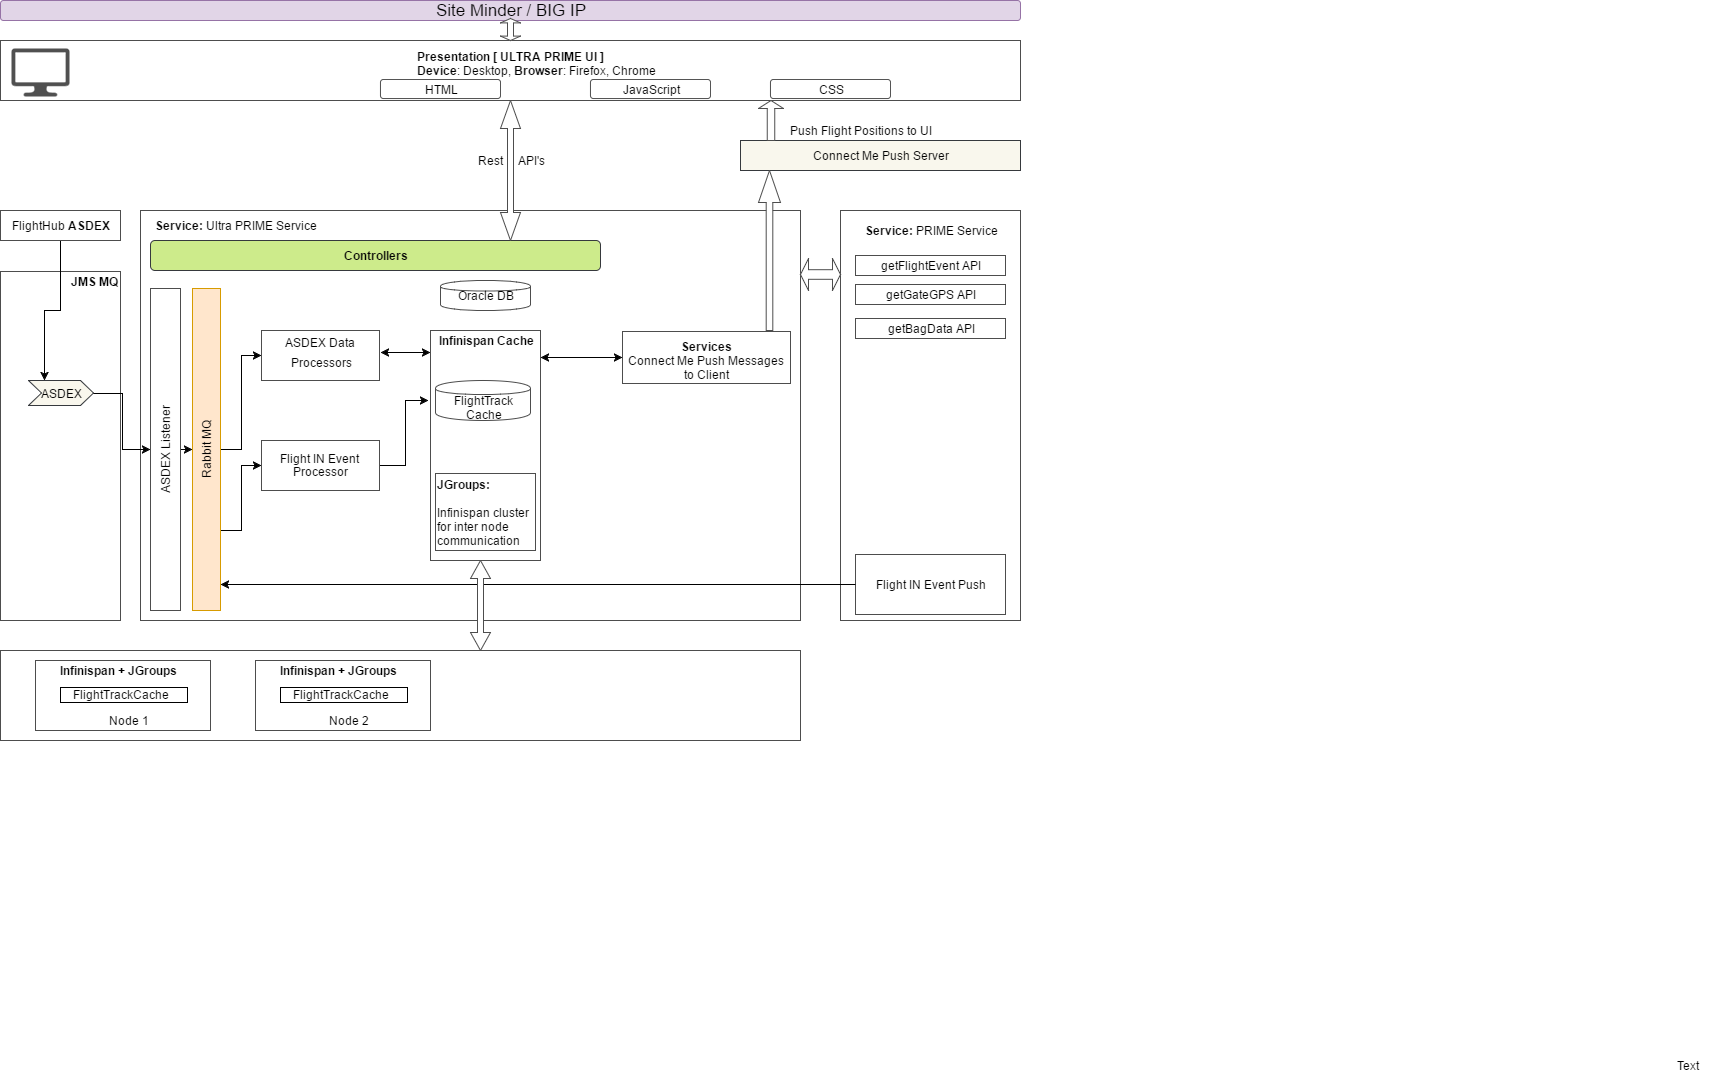 Site Minder / BIG IP
Presentation [ ULTRA PRIME UI ]
Device: Desktop, Browser: Firefox, Chrome
HTML
JavaScript
CSS
Push Flight Positions to UI
Connect Me Push Server
Rest API's
FlightHub ASDEX
Service: Ultra PRIME Service
Service: PRIME Service
Controllers
getFlightEvent API
getGateGPS API
getBagData API
JMS MQ
Oracle DB
ASDEX Data
Processors
Infinispan Cache
Services
Connect Me Push Messages
to Client
ASDEX
FlightTrack
Cache
ASDEX Listener
Rabbit MQ
Flight IN Event
Processor
JGroups:
Infinispan cluster
for inter node
communication
Flight IN Event Push
Infinispan + JGroups
FlightTrackCache
Node 1
Infinispan + JGroups
FlightTrackCache
Node 2
Text